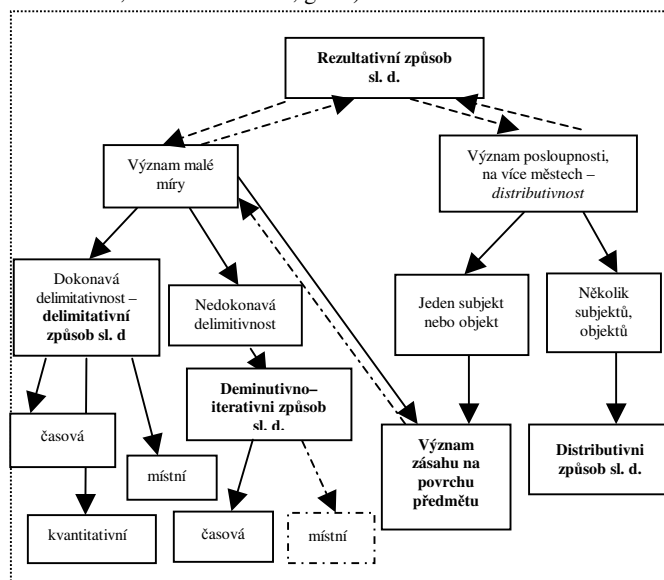 Rezultativní způsob
sl. d.
Význam malé
míry
Význam posloupnosti,
na více městech –
distributivnost
Dokonavá
delimitativnost –
delimitativní
způsob sl. d
Nedokonavá
delimitivnost
Jeden subjekt
nebo objekt
Několik
subjektů,
objektů
Deminutivno–
iterativni způsob
sl. d.
časová
místní
Význam
zásahu na
povrchu
předmětu
Distributivni
způsob sl. d.
kvantitativní
časová
místní